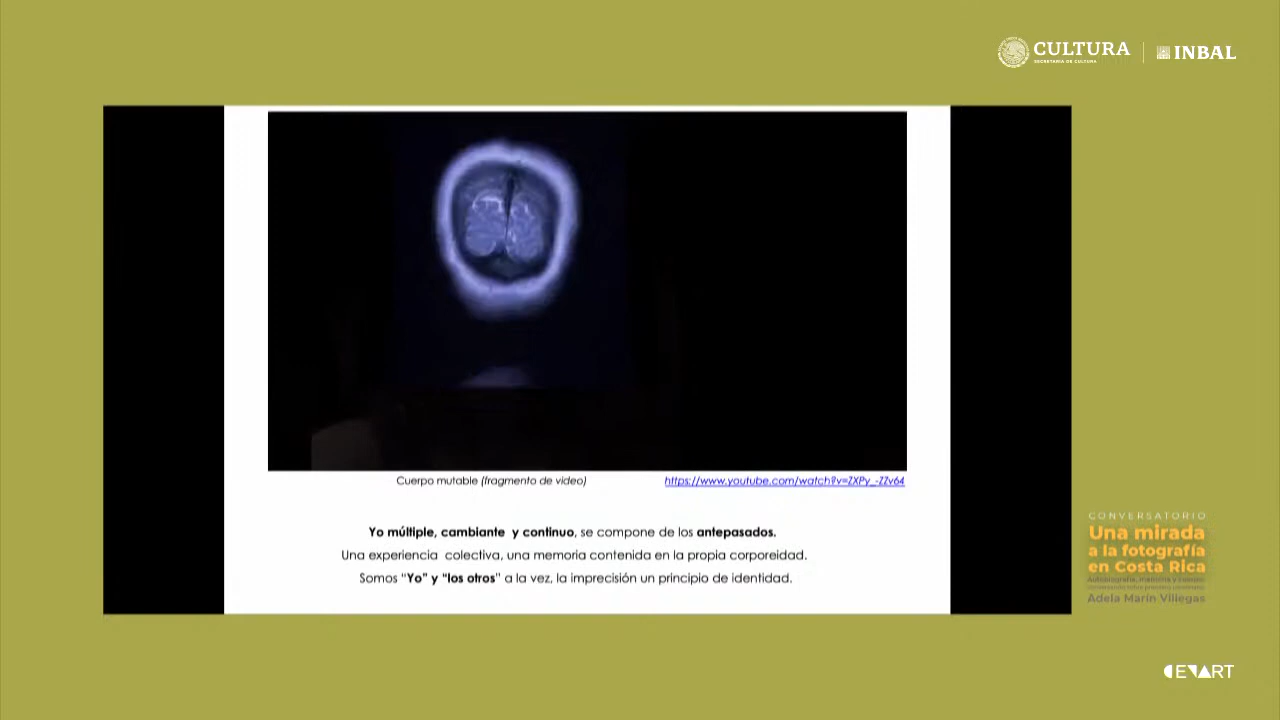 CULTURA
SECRETARÍA DE CULTURA
INBAL
Cuerpo mutable (fragmento de video)
https://www.youtube.com/watch?v=ZXPy_-ZZv64
Yo múltiple, cambiante y continuo, se compone de los antepasados.
Una experiencia colectiva, una memoria contenida en la propia corporeidad.
Somos “Yo” y “los otros” a la vez, la imprecisión un principio de identidad.
CONVERSATORIO
Una mirada
a la fotografía
en Costa Rica
Adela Marín Villegas
CENART